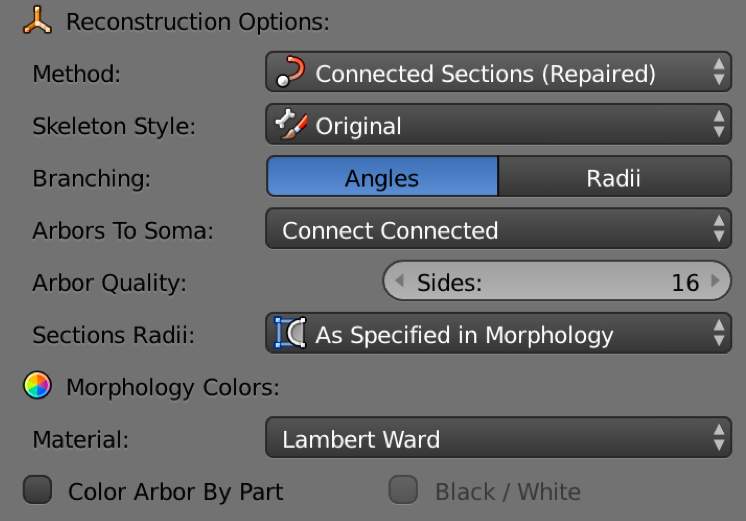 Reconstruction Options:
Method: Connected Sections (Repaired)
Skeleton Style: Original
Branching: Angles Radii
Arbors To Soma: Connect Connected
Arbor Quality: Sides: 16
Sections Radii: As Specified in Morphology
Morphology Colors:
Material: Lambert Ward
Color Arbor By Part Black / White